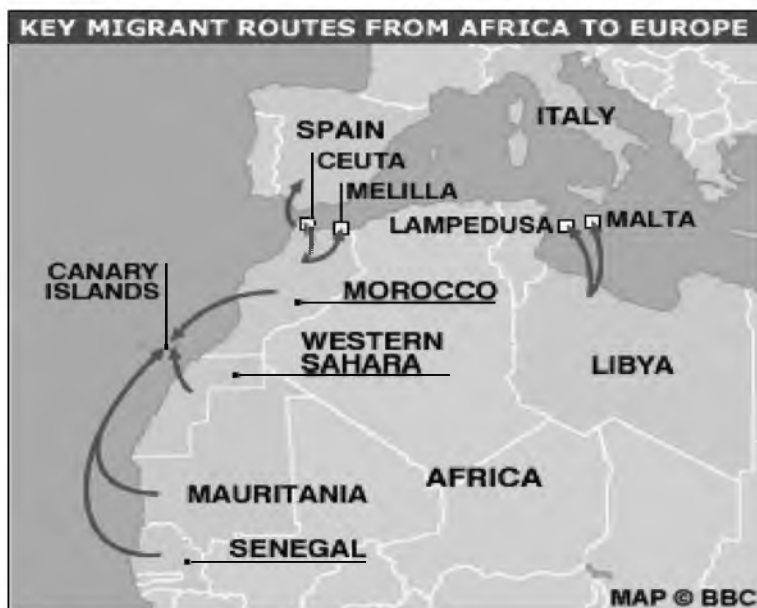 KEY MIGRANT ROUTES FROM AFRICA TO EUROPE
ITALY
SPAIN
CEUTA
MELILLA
LAMPEDUSA
MALTA
CANARY
ISLANDS
MOROCCO
WESTERN
SAHARA
LIBYA
AFRICA
MAURITANIA
SENEGAL
MAP © BBC